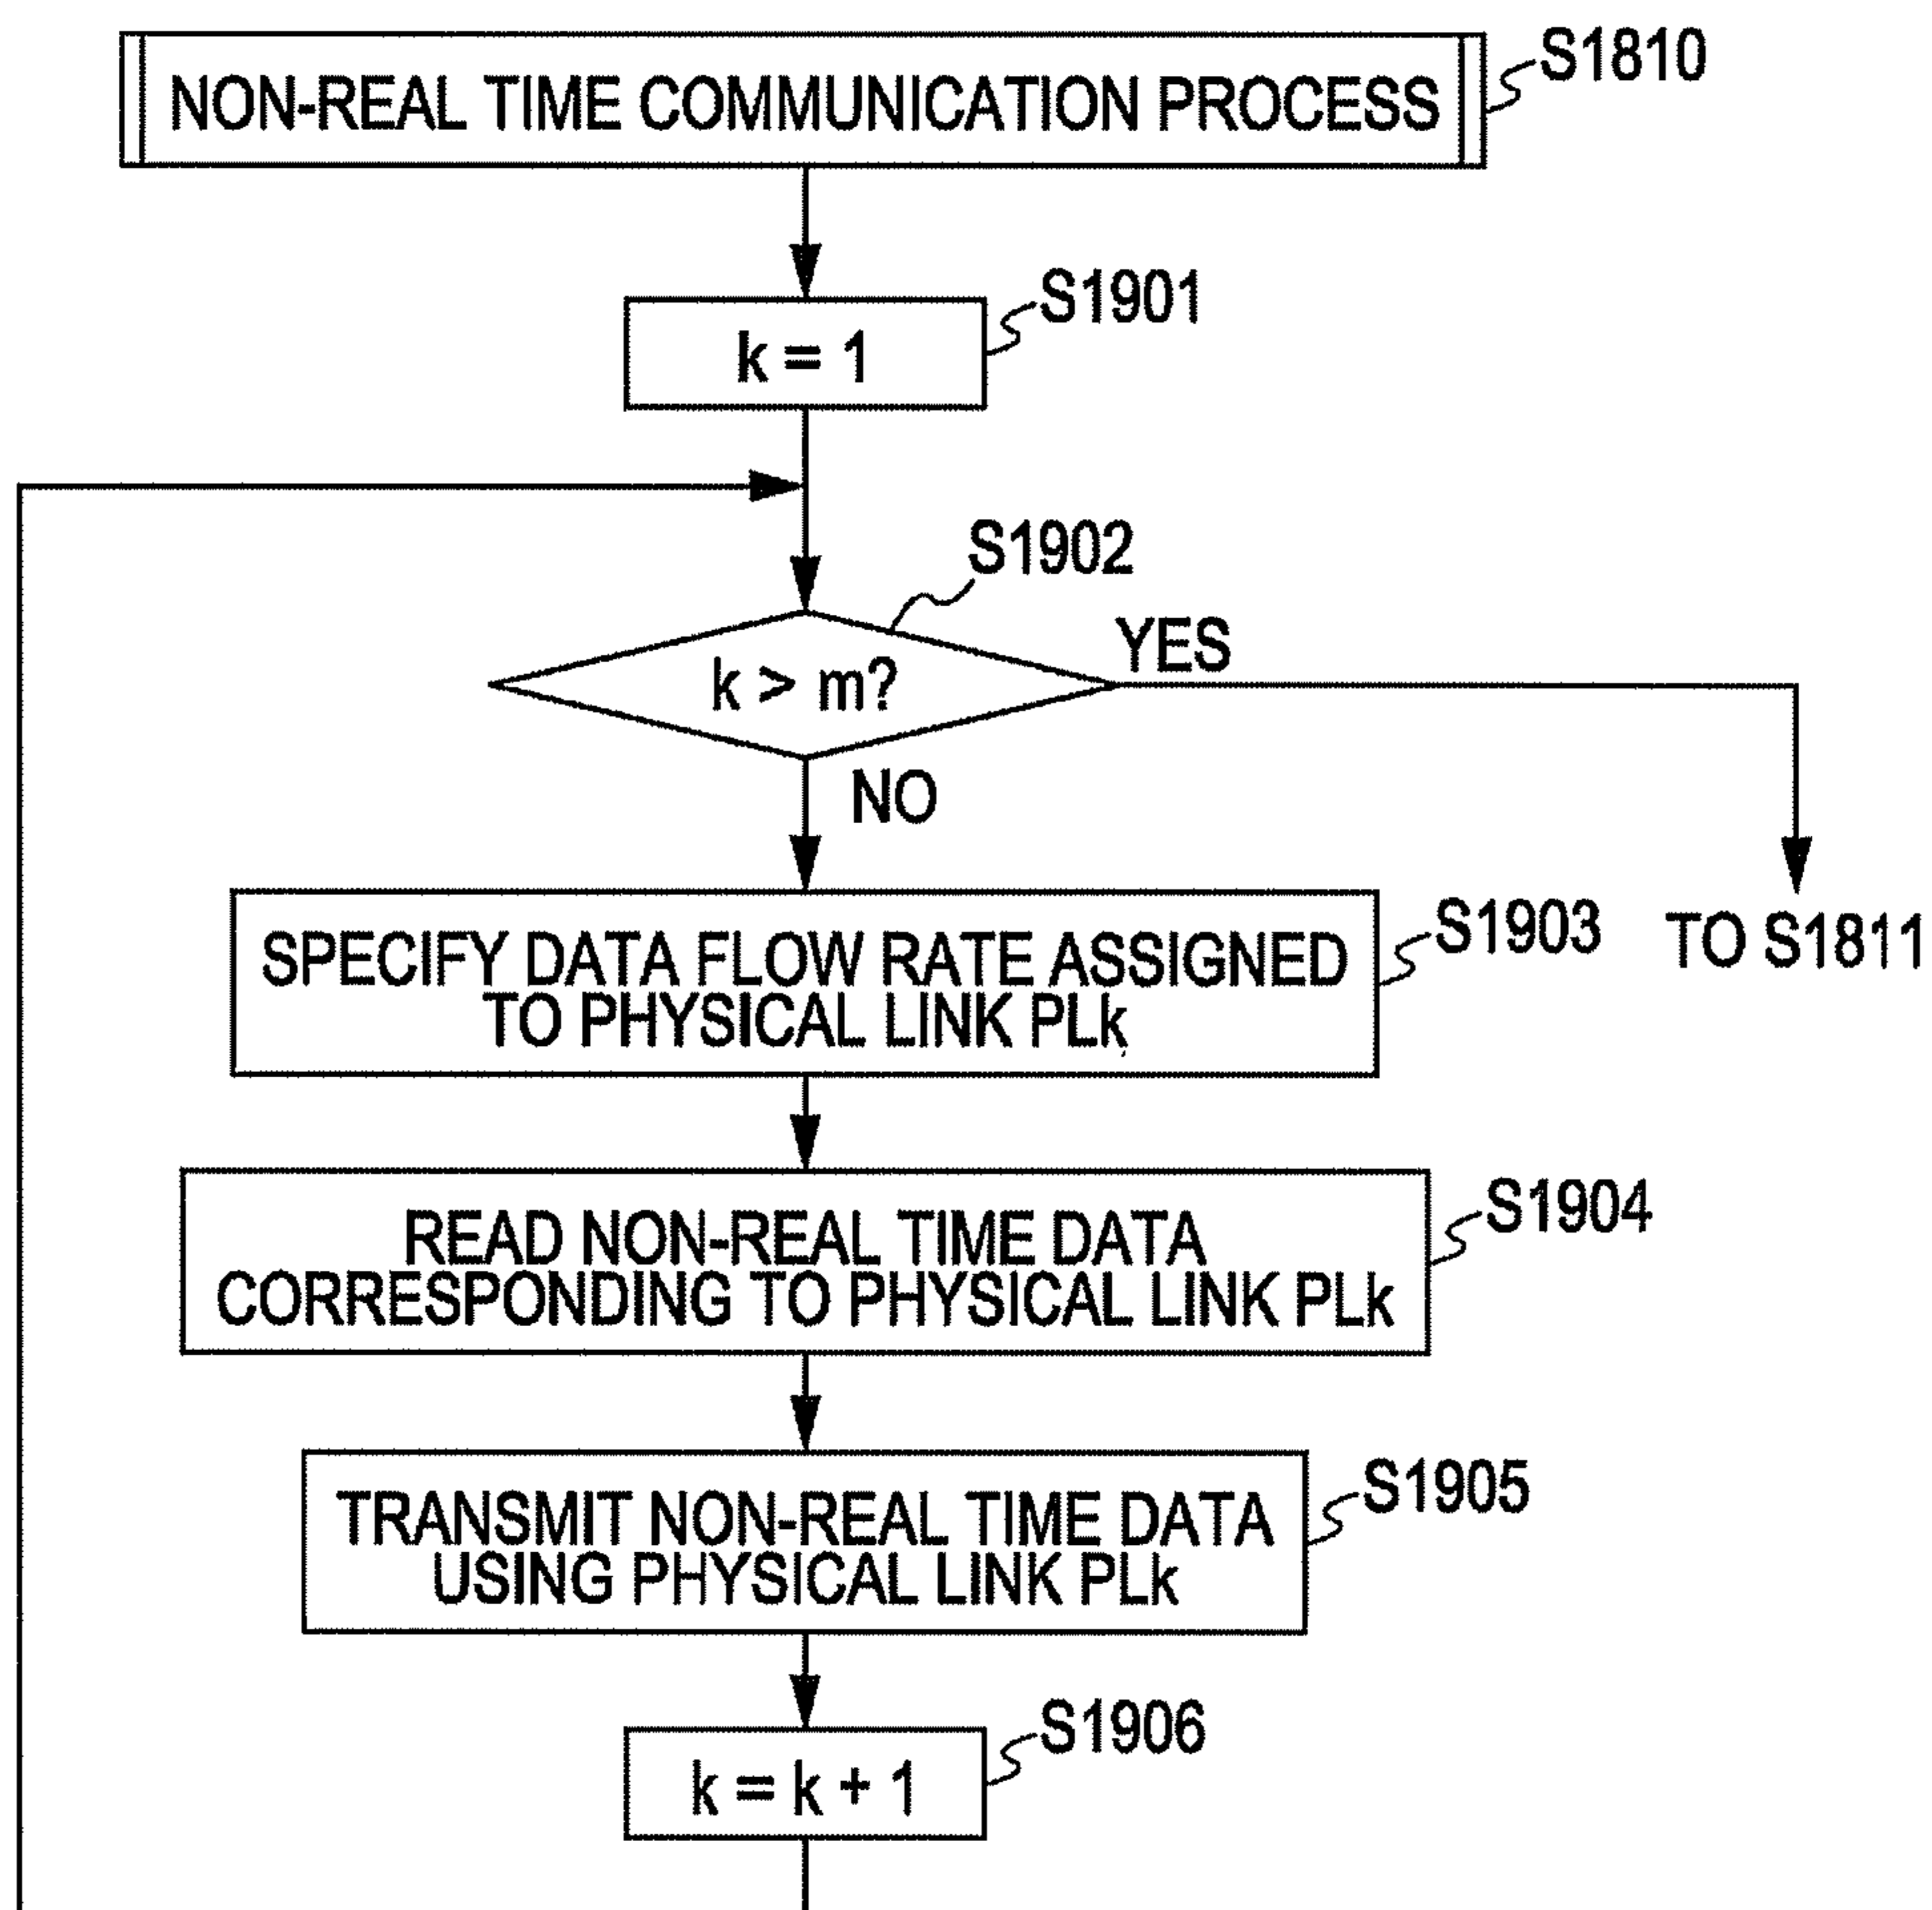 NON-REAL TIME COMMUNICATION PROCESS
S1810
k = 1
S1901
S1902
k > m?
YES
NO
SPECIFY DATA FLOW RATE ASSIGNED
TO PHYSICAL LINK PLk
S1903
TO S1811
READ NON-REAL TIME DATA
CORRESPONDING TO PHYSICAL LINK PLk
S1904
TRANSMIT NON-REAL TIME DATA
USING PHYSICAL LINK PLk
S1905
k = k + 1
S1906